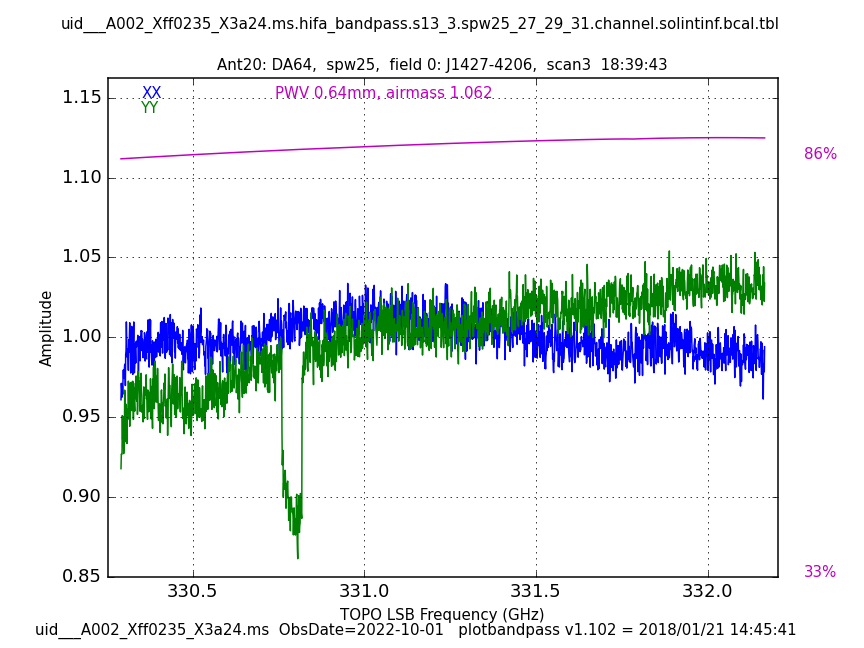 uid___A002_Xff0235_X3a24.ms.hifa_bandpass.s13_3.spw25_27_29_31.channel.solintinf.bcal.tbl
Ant20: DA64, spw25, field 0: J1427-4206, scan3 18:39:43
XX
PWV 0.64mm, airmass 1.062
YY
1.15
1.10
1.05
1.00
0.95
0.90
0.85
Amplitude
86%
33%
330.5 331.0 331.5 332.0
TOPO LSB Frequency (GHz)
uid___A002_Xff0235_X3a24.ms ObsDate=2022-10-01 plotbandpass v1.102 = 2018/01/21 14:45:41